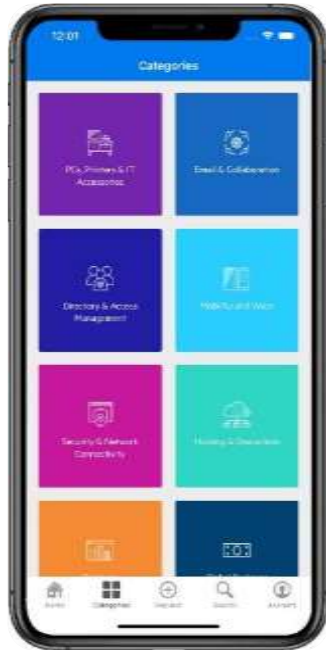 12:01
Categories
PCs, Printers & IT
Accessories
Email & Collaboration
Directory & Access
Management
Mobility and Voice
Security & Network
Connectivity
Hosting &
Home
Categories
Request
Search
Account